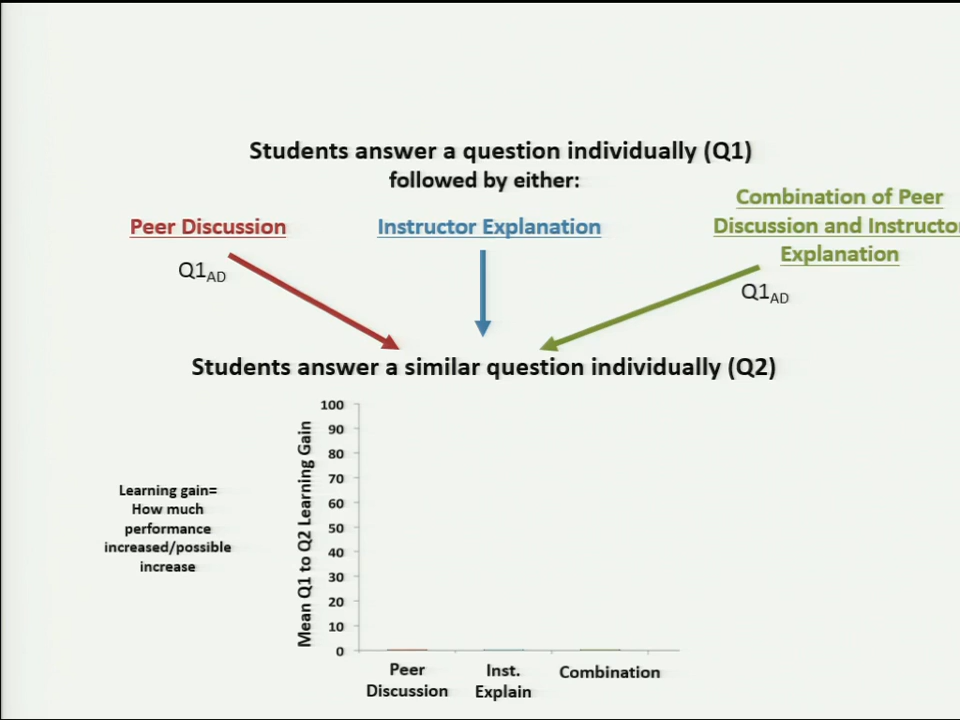 Students answer a question individually (Q1)
followed by either:
Peer Discussion
Instructor Explanation
Combination of Peer
Discussion and Instructor
Explanation
Q1AD
Q1AD
Students answer a similar question individually (Q2)
Learning gain=
How much
performance
increased/possible
increase
Mean Q1 to Q2 Learning Gain
100
90
80
70
60
50
40
30
20
10
0
Peer
Discussion
Inst.
Explain
Combination